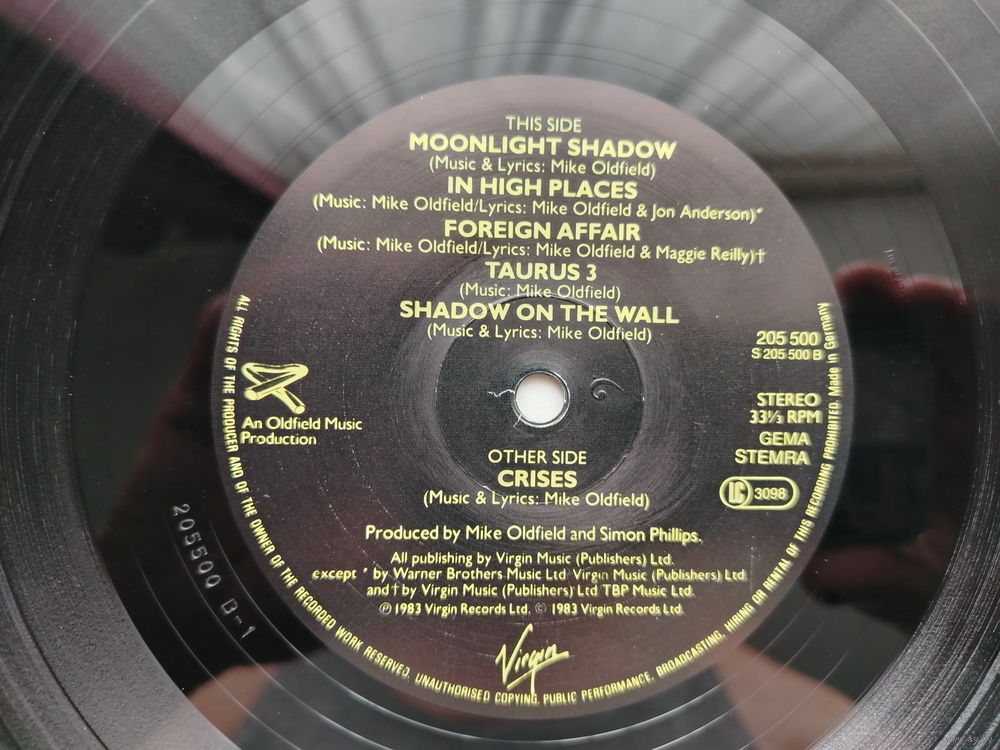 THIS SIDE
MOONLIGHT SHADOW
(Music & Lyrics: Mike Oldfield)
IN HIGH PLACES
(Music: Mike Oldfield/Lyrics: Mike Oldfield & Jon Anderson)*
FOREIGN AFFAIR
(Music: Mike Oldfield/Lyrics: Mike Oldfield & Maggie Reilly)†
TAURUS 3
(Music: Mike Oldfield)
SHADOW ON THE WALL
(Music & Lyrics: Mike Oldfield)
205 500
S 205 500 B
STEREO
33⅓ RPM
GEMA
STEMRA
LC 3098
An Oldfield Music
Production
OTHER SIDE
CRISES
(Music & Lyrics: Mike Oldfield)
Produced by Mike Oldfield and Simon Phillips.
All publishing by Virgin Music (Publishers) Ltd.
except * by Warner Brothers Music Ltd Virgin Music (Publishers) Ltd.
and † by Virgin Music (Publishers) Ltd TBP Music Ltd.
℗ 1983 Virgin Records Ltd. © 1983 Virgin Records Ltd.
Virgin
ALL RIGHTS OF THE PRODUCER AND OF THE OWNER OF THE RECORDED WORK RESERVED. UNAUTHORISED COPYING, PUBLIC PERFORMANCE, BROADCASTING, HIRING OR RENTAL OF THIS RECORDING PROHIBITED. Made in Germany
205500 B-1